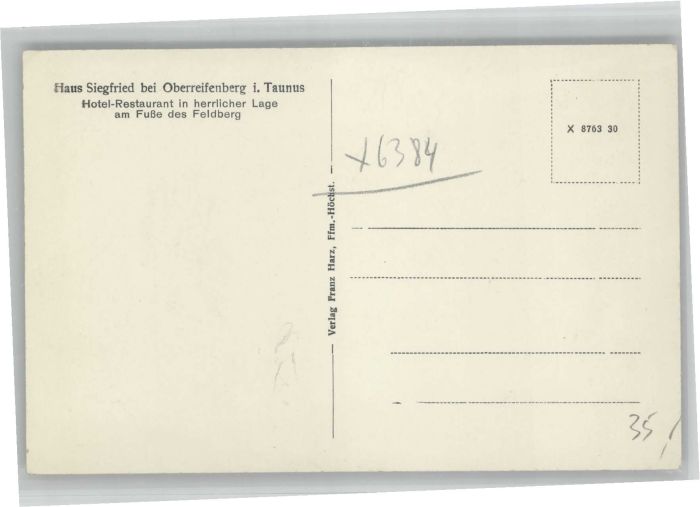 Haus Siegfried bei Oberreifenberg i. Taunus
Hotel-Restaurant in herrlicher Lage
am Fuße des Feldberg
Verlag Franz Harz, Ffm.-Höchst.
X6384
X 8763 30
35,